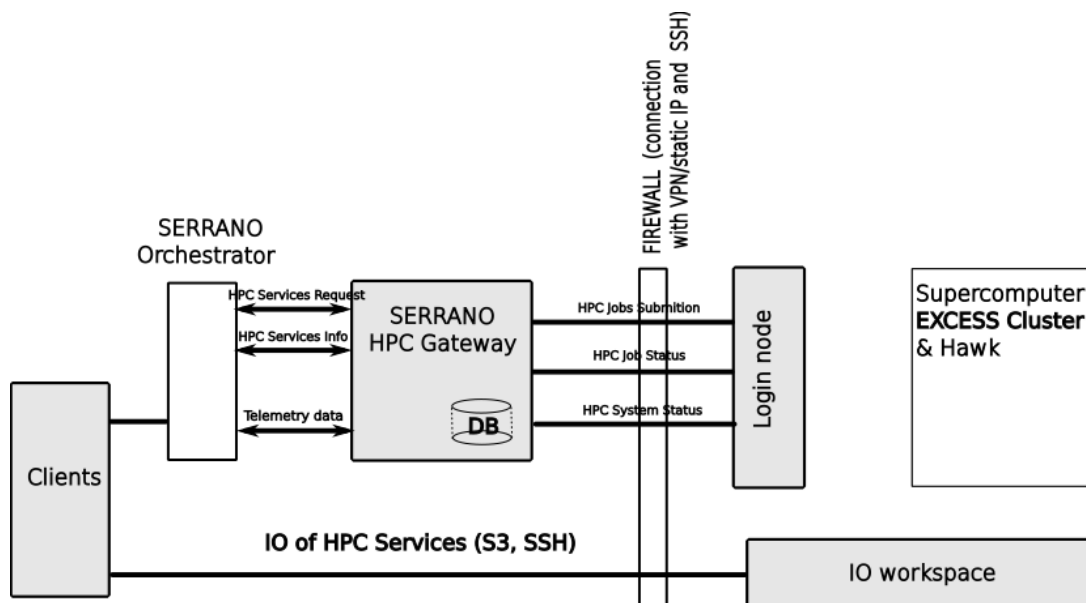 FIREWALL (connection
with VPN/static IP and SSH)
SERRANO
Orchestrator
HPC Services Request
HPC Services Info
Telemetry data
SERRANO
HPC Gateway
DB
HPC Jobs Submition
HPC Job Status
HPC System Status
Login node
Supercomputer
EXCESS Cluster
& Hawk
Clients
IO of HPC Services (S3, SSH)
IO workspace